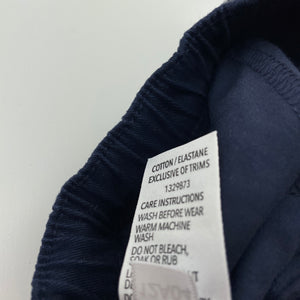 COTTON / ELASTANE
EXCLUSIVE OF TRIMS
1329873
CARE INSTRUCTIONS
WASH BEFORE WEAR
WARM MACHINE
WASH
DO NOT BLEACH,
SOAK OR RUB